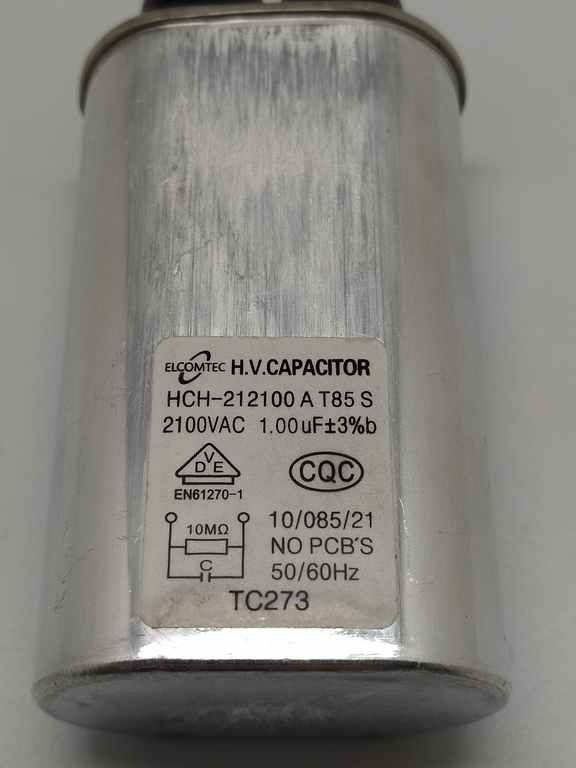 ELCOMTEC H.V.CAPACITOR
HCH-212100 A T85 S
2100VAC 1.00uF±3%b
DVE CQC
EN61270-1
10MΩ 10/085/21
NO PCB'S
C 50/60Hz
TC273